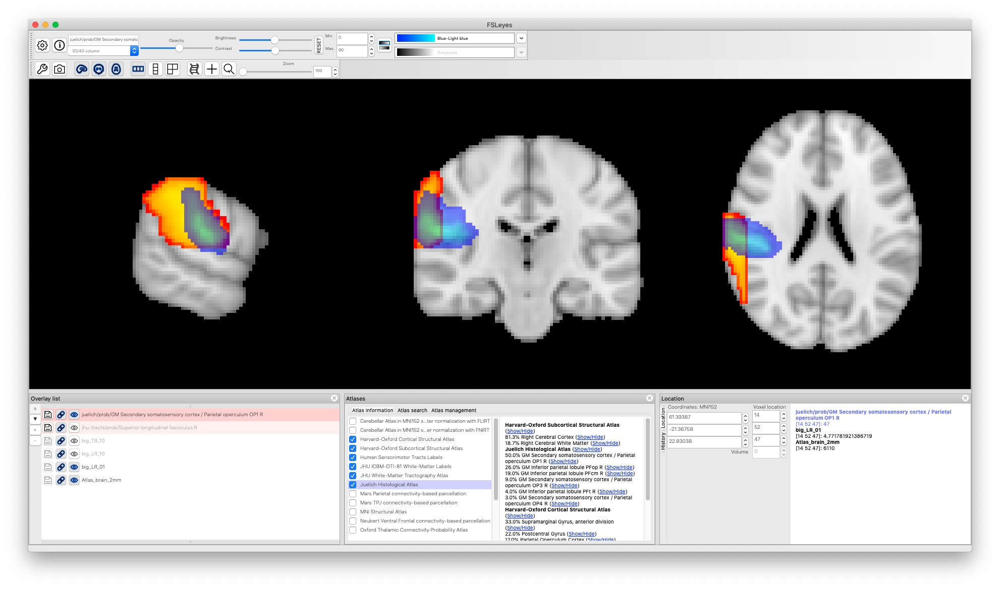 FSLeyes
juelich/prob/GM Secondary somatc
3D/4D volume
Opacity
Brightness
Contrast
RESET
Min.
0
Max.
90
Blue-Light blue
Greyscale
Zoom
100
Overlay list
juelich/prob/GM Secondary somatosensory cortex / Parietal operculum OP1 R
jhu-tracts/prob/Superior longitudinal fasciculus R
big_TB_10
big_LR_10
big_LR_01
Atlas_brain_2mm
Atlases
Atlas information Atlas search Atlas management
Cerebellar Atlas in MNI152 s...ter normalization with FLIRT
Cerebellar Atlas in MNI152 s...er normalization with FNIRT
Harvard-Oxford Cortical Structural Atlas
Harvard-Oxford Subcortical Structural Atlas
Human Sensorimotor Tracts Labels
JHU ICBM-DTI-81 White-Matter Labels
JHU White-Matter Tractography Atlas
Juelich Histological Atlas
Mars Parietal connectivity-based parcellation
Mars TPJ connectivity-based parcellation
MNI Structural Atlas
Neubert Ventral Frontal connectivity-based parcellation
Oxford Thalamic Connectivity Probability Atlas
Harvard-Oxford Subcortical Structural Atlas
(Show/Hide)
81.3% Right Cerebral Cortex (Show/Hide)
18.7% Right Cerebral White Matter (Show/Hide)
Juelich Histological Atlas (Show/Hide)
50.0% GM Secondary somatosensory cortex / Parietal
operculum OP1 R (Show/Hide)
26.0% GM Inferior parietal lobule PFop R (Show/Hide)
19.0% GM Inferior parietal lobule PFcm R (Show/Hide)
9.0% GM Secondary somatosensory cortex / Parietal
operculum OP3 R (Show/Hide)
4.0% GM Inferior parietal lobule PFt R (Show/Hide)
3.0% GM Secondary somatosensory cortex / Parietal
operculum OP4 R (Show/Hide)
Harvard-Oxford Cortical Structural Atlas
(Show/Hide)
33.0% Supramarginal Gyrus, anterior division
(Show/Hide)
22.0% Postcentral Gyrus (Show/Hide)
17.0% Parietal Operculum Cortex (Show/Hide)
Location
Location
History
Coordinates: MNI152
61.39387
-21.36758
22.83038
Voxel location
14
52
47
Volume
0
juelich/prob/GM Secondary somatosensory cortex / Parietal
operculum OP1 R
[14 52 47]: 47
big_LR_01
[14 52 47]: 4.771781921386719
Atlas_brain_2mm
[14 52 47]: 6110